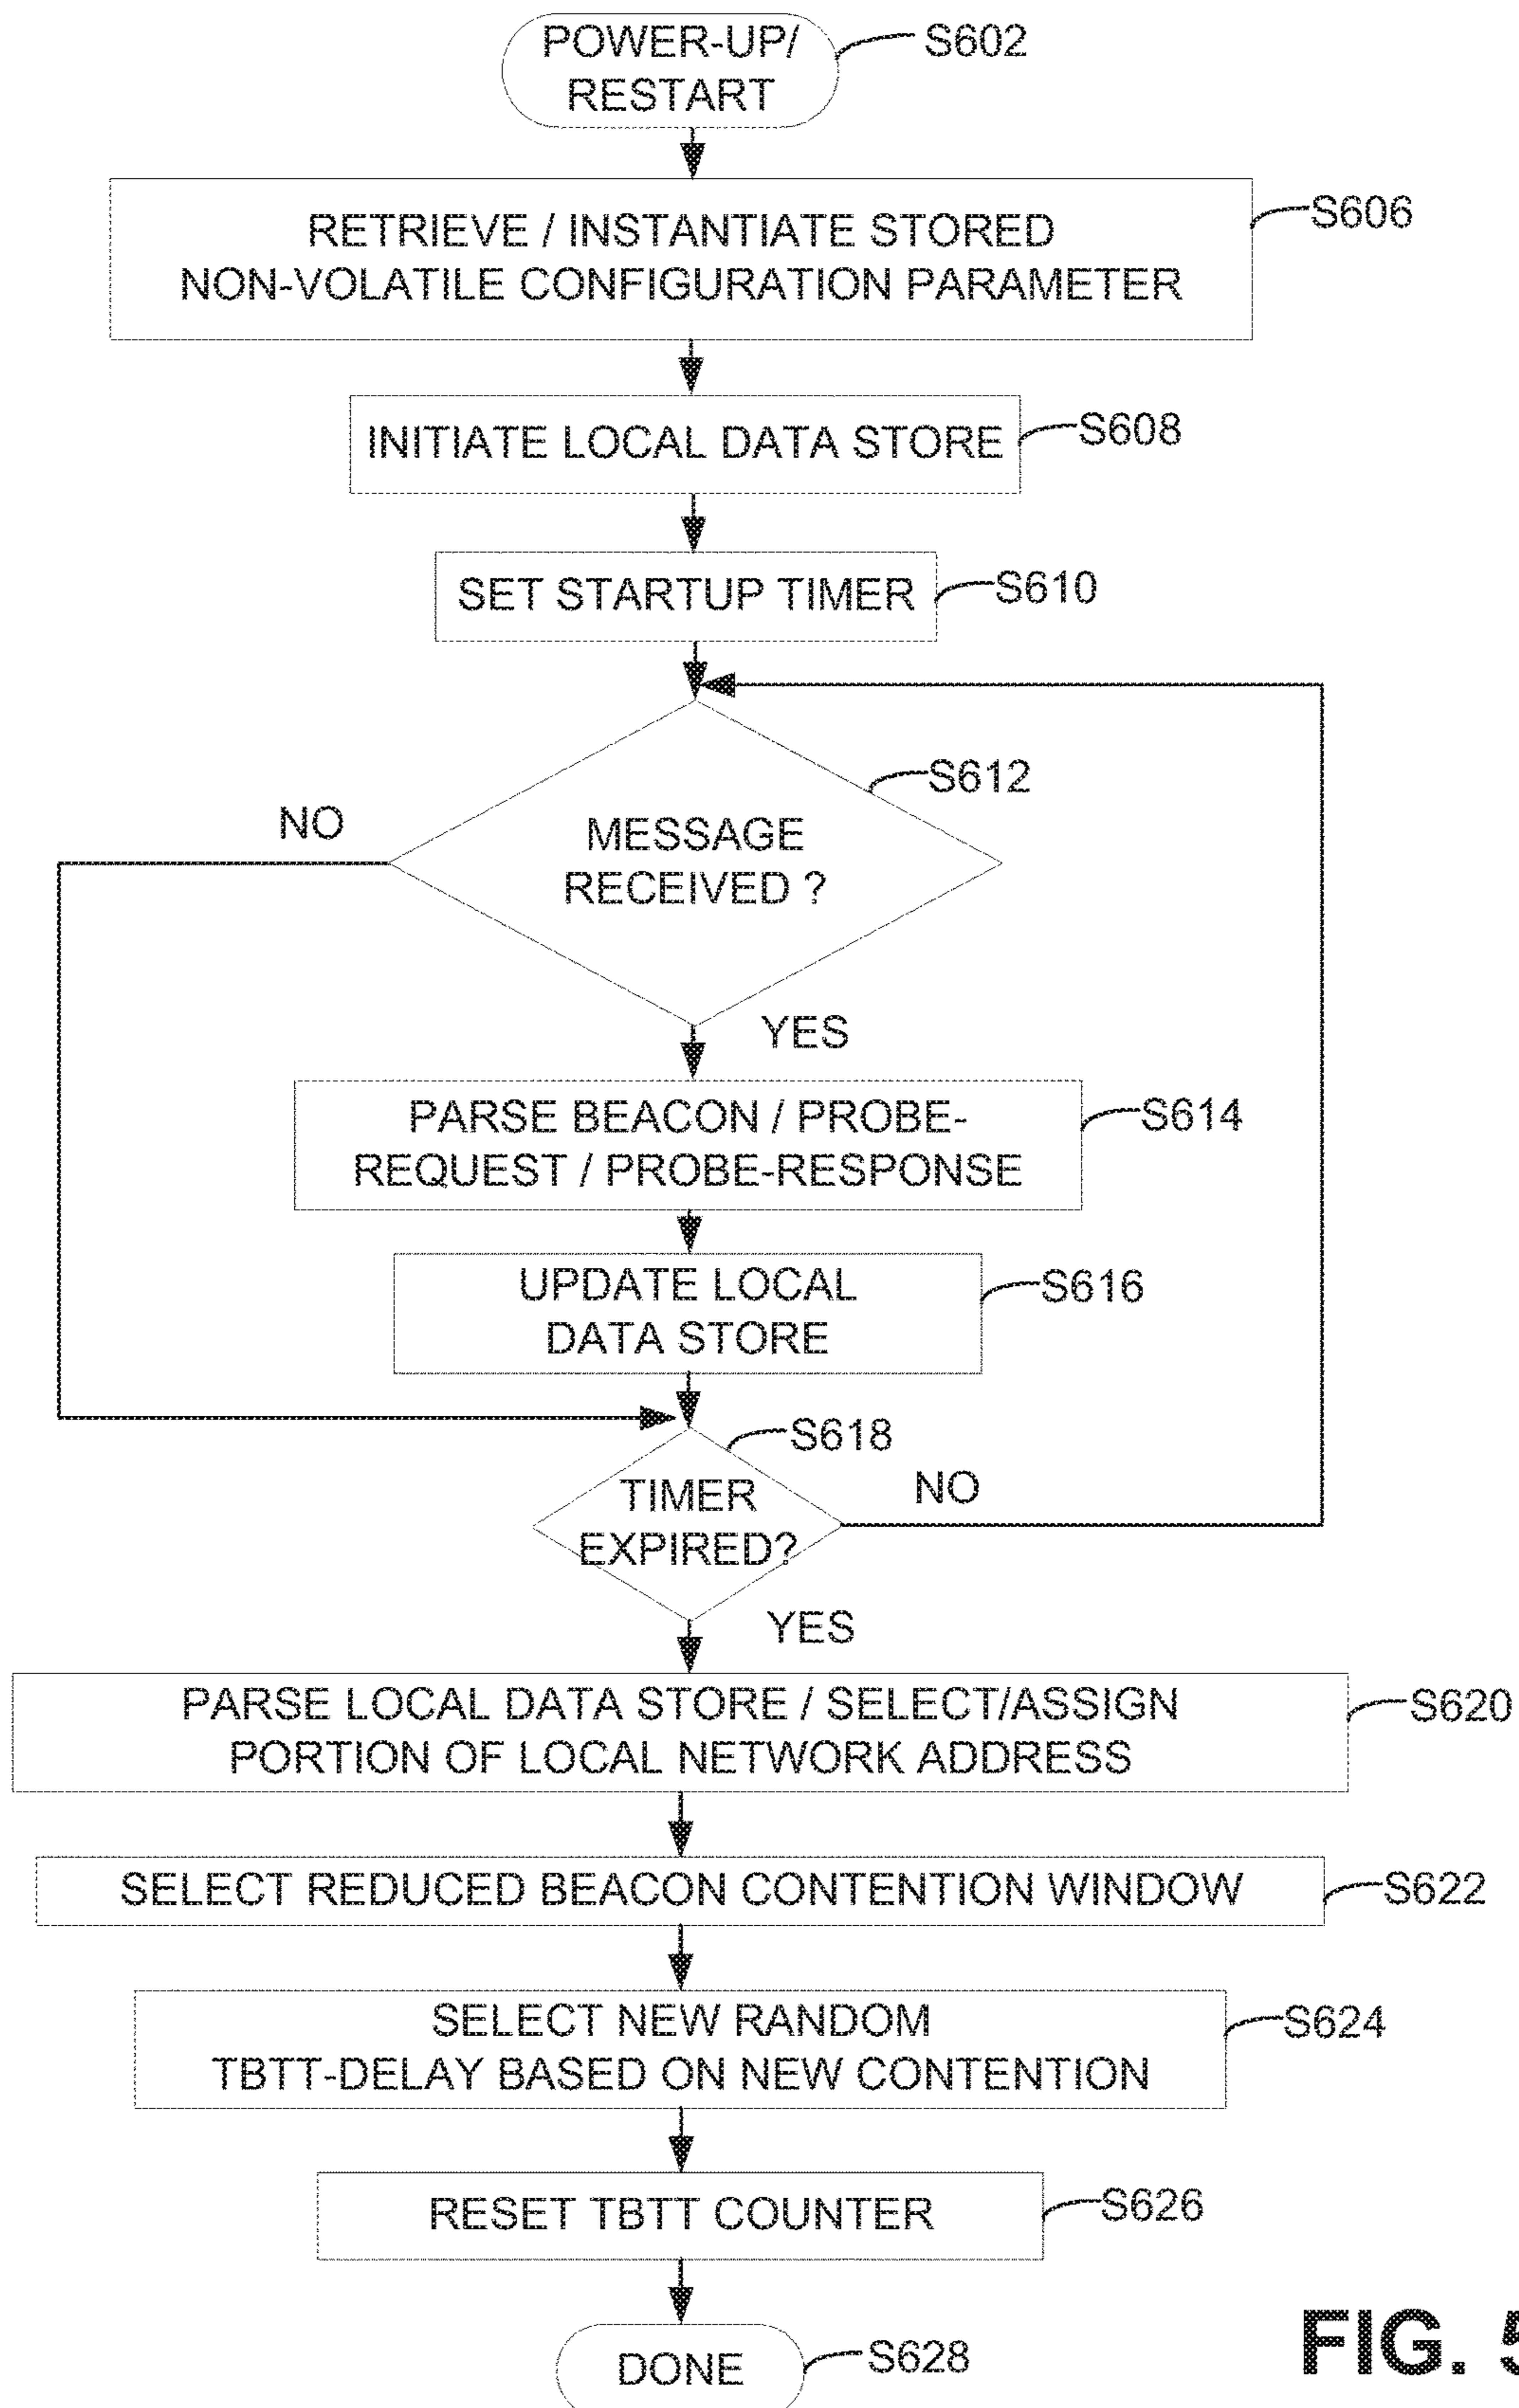 POWER-UP/
RESTART
S602
RETRIEVE / INSTANTIATE STORED
NON-VOLATILE CONFIGURATION PARAMETER
S606
INITIATE LOCAL DATA STORE
S608
SET STARTUP TIMER
S610
S612
NO
MESSAGE
RECEIVED ?
YES
PARSE BEACON / PROBE-
REQUEST / PROBE-RESPONSE
S614
UPDATE LOCAL
DATA STORE
S616
S618
TIMER
EXPIRED?
NO
YES
PARSE LOCAL DATA STORE / SELECT/ASSIGN
PORTION OF LOCAL NETWORK ADDRESS
S620
SELECT REDUCED BEACON CONTENTION WINDOW
S622
SELECT NEW RANDOM
TBTT-DELAY BASED ON NEW CONTENTION
S624
RESET TBTT COUNTER
S626
DONE
S628
FIG. 5